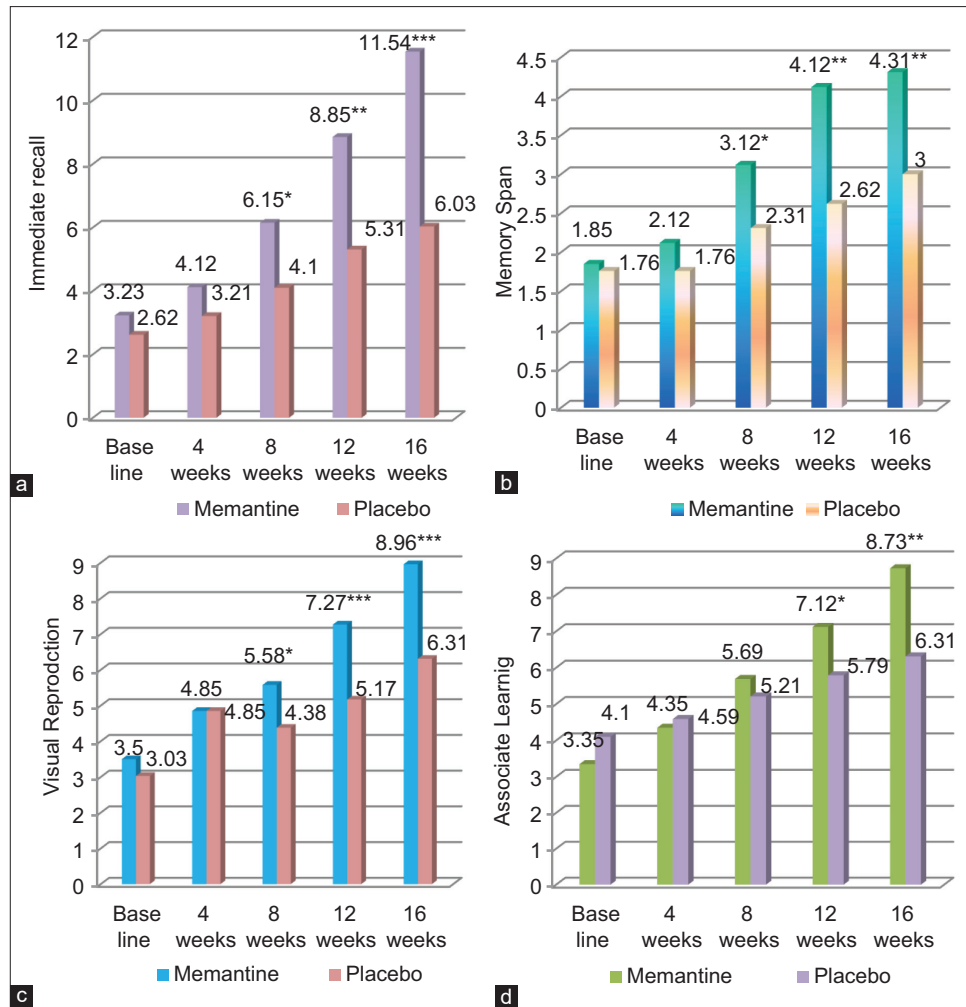 12
10
8
6
4
2
0
Immediate recall
3.23
2.62
4.12
3.21
6.15*
4.1
8.85**
5.31
11.54***
6.03
Base line
4 weeks
8 weeks
12 weeks
16 weeks
Memantine
Placebo
a
4.5
4
3.5
3
2.5
2
1.5
1
0.5
0
Memory Span
1.85
1.76
2.12
1.76
3.12*
2.31
4.12**
2.62
4.31**
3
Base line
4 weeks
8 weeks
12 weeks
16 weeks
Memantine
Placebo
b
9
8
7
6
5
4
3
2
1
0
Visual Reprodction
3.5
3.03
4.85
4.85
5.58*
4.38
7.27***
5.17
8.96***
6.31
Base line
4 weeks
8 weeks
12 weeks
16 weeks
Memantine
Placebo
c
9
8
7
6
5
4
3
2
1
0
Associate Learnig
3.35
4.1
4.35
4.59
5.69
5.21
7.12*
5.79
8.73**
6.31
Base line
4 weeks
8 weeks
12 weeks
16 weeks
Memantine
Placebo
d